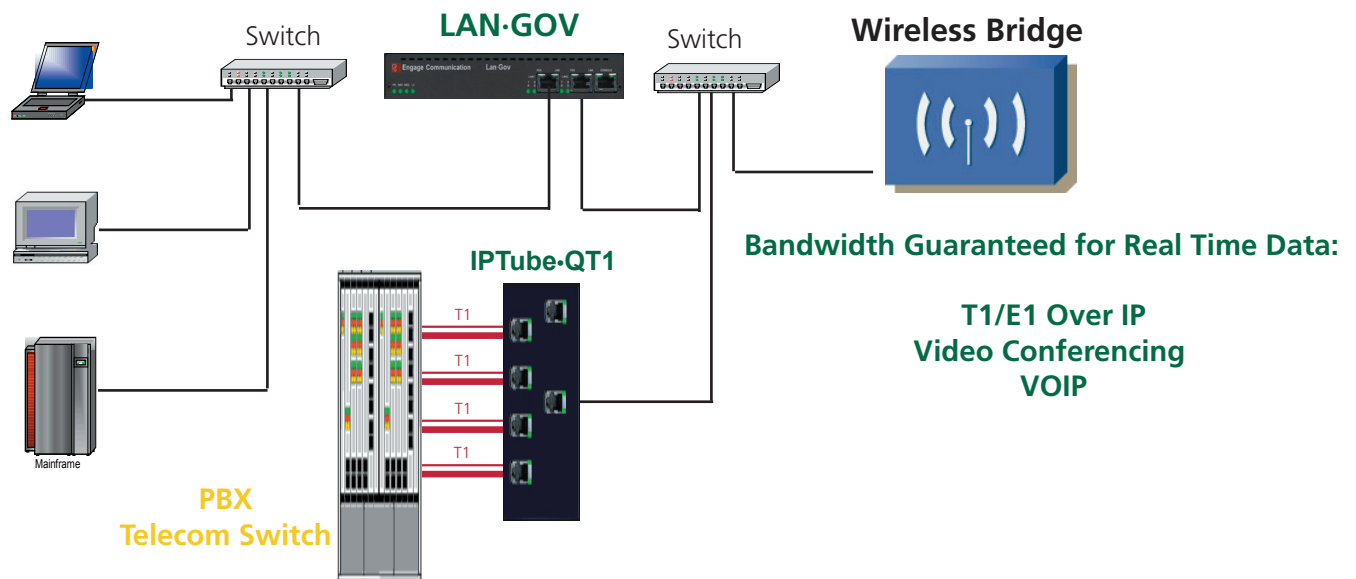 Switch
LAN·GOV
Switch
Wireless Bridge
Engage Communication Lan·Gov
Bandwidth Guaranteed for Real Time Data:
IPTube·QT1
T1/E1 Over IP
Video Conferencing
VOIP
T1
T1
T1
T1
Mainframe
PBX
Telecom Switch